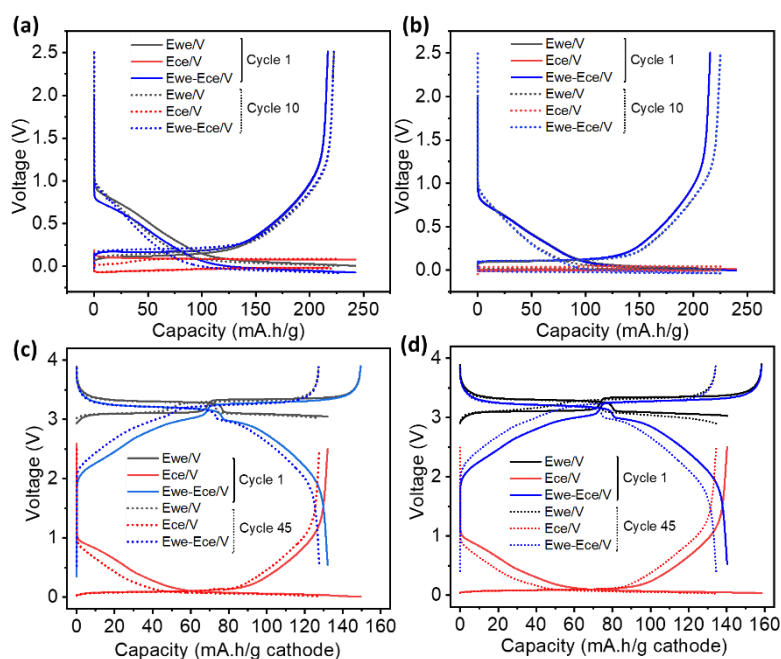 (a)
2.5
2.0
1.5
1.0
0.5
0.0
Voltage (V)
Ewe/V
Ece/V
Ewe-Ece/V
Cycle 1
Ewe/V
Ece/V
Ewe-Ece/V
Cycle 10
0 50 100 150 200 250
Capacity (mA.h/g)
(b)
2.5
2.0
1.5
1.0
0.5
0.0
Voltage (V)
Ewe/V
Ece/V
Ewe-Ece/V
Cycle 1
Ewe/V
Ece/V
Ewe-Ece/V
Cycle 10
0 50 100 150 200 250
Capacity (mA.h/g)
(c)
4
3
2
1
0
Voltage (V)
Ewe/V
Ece/V
Ewe-Ece/V
Cycle 1
Ewe/V
Ece/V
Ewe-Ece/V
Cycle 45
0 20 40 60 80 100 120 140 160
Capacity (mA.h/g cathode)
(d)
4
3
2
1
0
Voltage (V)
Ewe/V
Ece/V
Ewe-Ece/V
Cycle 1
Ewe/V
Ece/V
Ewe-Ece/V
Cycle 45
0 20 40 60 80 100 120 140 160
Capacity (mA.h/g cathode)